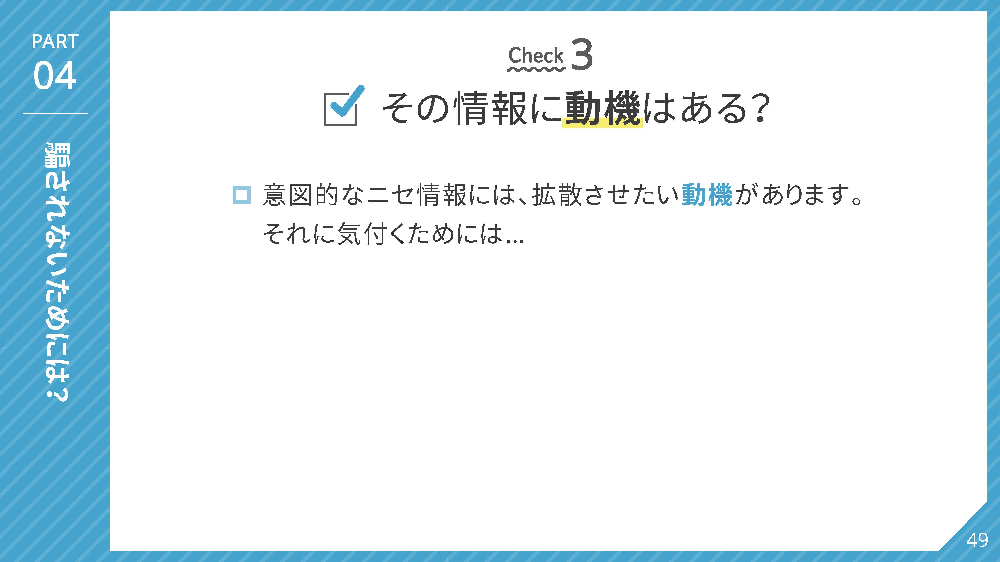 PART
04
騙されないためには？
Check 3
その情報に動機はある？
意図的なニセ情報には、拡散させたい動機があります。
それに気付くためには…
49